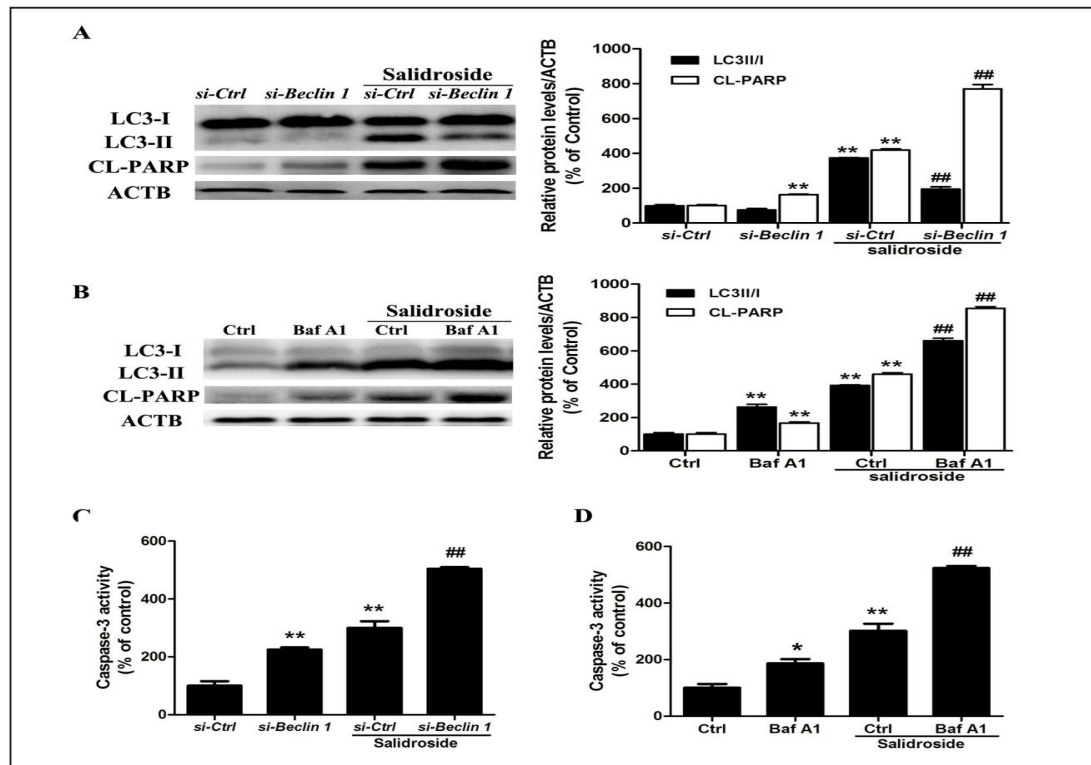 A
Salidroside
si-Ctrl si-Beclin 1 si-Ctrl si-Beclin 1
LC3-I
LC3-II
CL-PARP
ACTB
Relative protein levels/ACTB
(% of Control)
1000
800
600
400
200
0
LC3II/I
CL-PARP
**
** **
##
##
si-Ctrl si-Beclin 1 si-Ctrl si-Beclin 1
salidroside
B
Salidroside
Ctrl Baf A1 Ctrl Baf A1
LC3-I
LC3-II
CL-PARP
ACTB
Relative protein levels/ACTB
(% of Control)
1000
800
600
400
200
0
LC3II/I
CL-PARP
** **
** **
##
##
Ctrl Baf A1 Ctrl Baf A1
salidroside
C
Caspase-3 activity
(% of control)
600
400
200
0
**
**
##
si-Ctrl si-Beclin 1 si-Ctrl si-Beclin 1
Salidroside
D
Caspase-3 activity
(% of control)
600
400
200
0
*
**
##
Ctrl Baf A1 Ctrl Baf A1
Salidroside